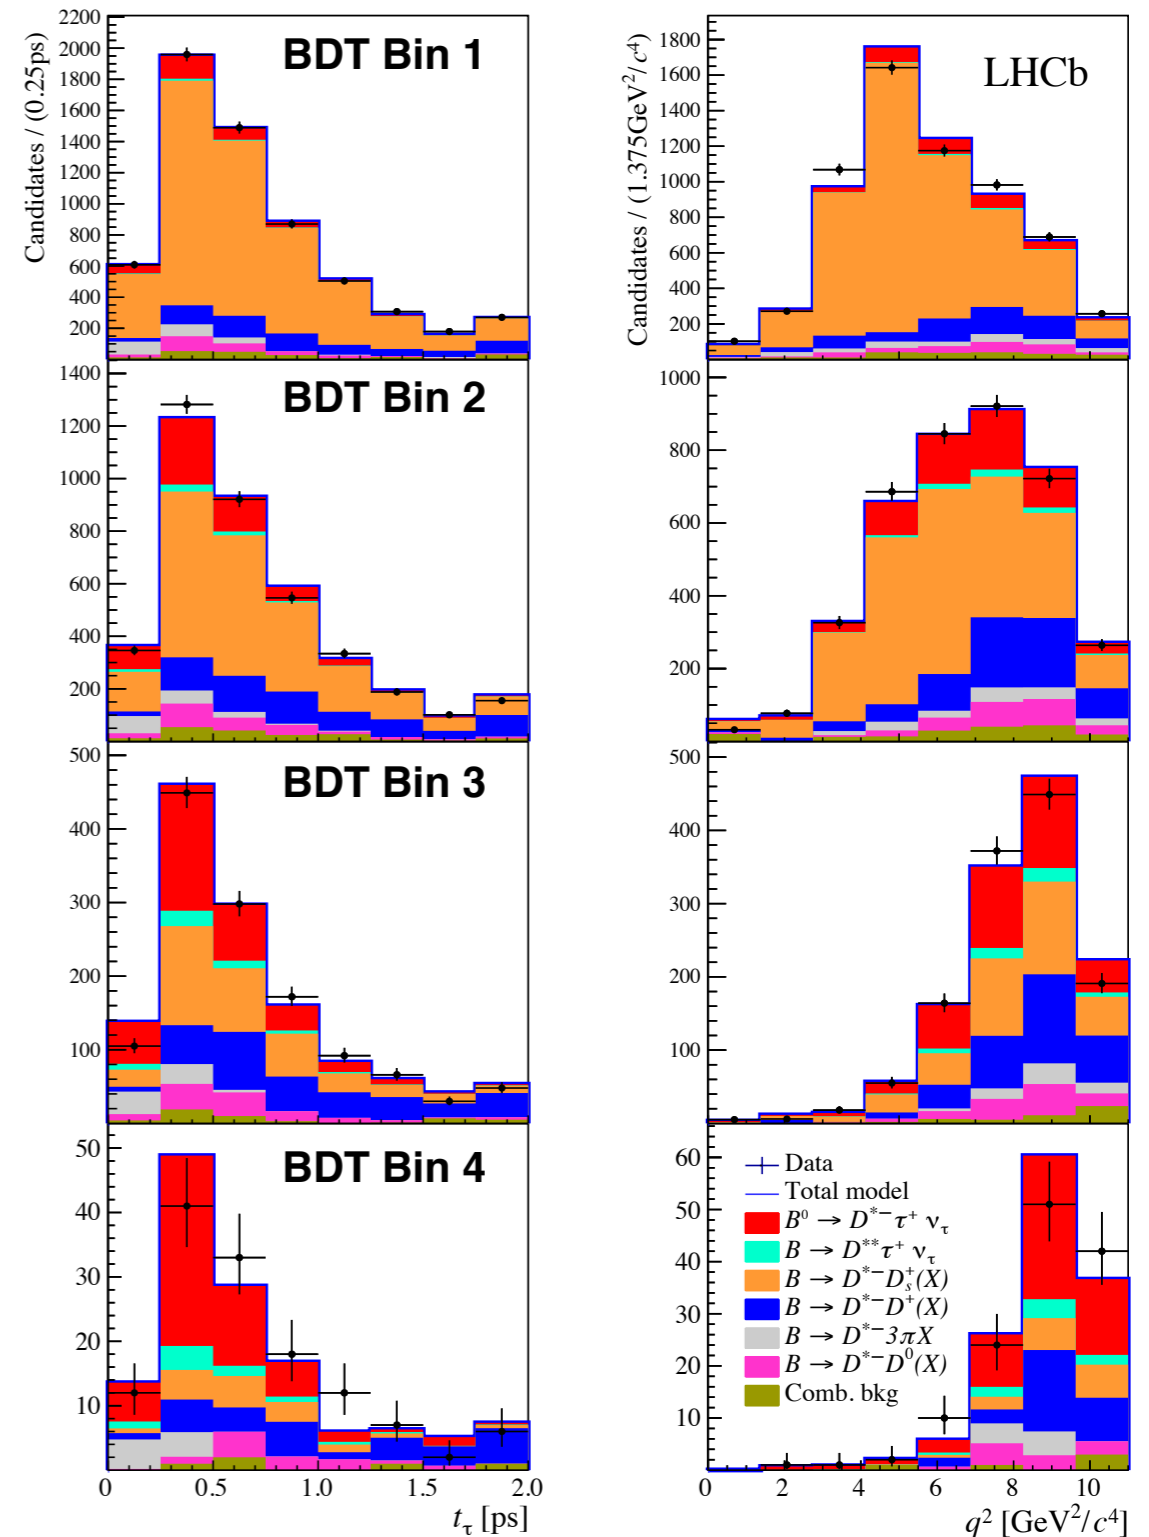 Candidates / (0.25ps)
2200
2000
1800
1600
1400
1200
1000
800
600
400
200
BDT Bin 1
Candidates / (1.375GeV²/c⁴)
1800
1600
1400
1200
1000
800
600
400
200
LHCb
1400
1200
1000
800
600
400
200
BDT Bin 2
1000
800
600
400
200
500
400
300
200
100
BDT Bin 3
500
400
300
200
100
50
40
30
20
10
BDT Bin 4
0 0.5 1.0 1.5 2.0
t_τ [ps]
60
50
40
30
20
10
Data
Total model
B⁰ → D*⁻ τ⁺ ν_τ
B → D** τ⁺ ν_τ
B → D*⁻ D_s⁺(X)
B → D*⁻ D⁺(X)
B → D*⁻ 3πX
B → D*⁻ D⁰(X)
Comb. bkg
0 2 4 6 8 10
q² [GeV²/c⁴]